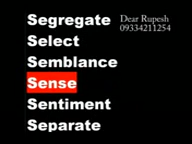 Segregate
Dear Rupesh
09334211254
Select
Semblance
Sense
Sentiment
Separate